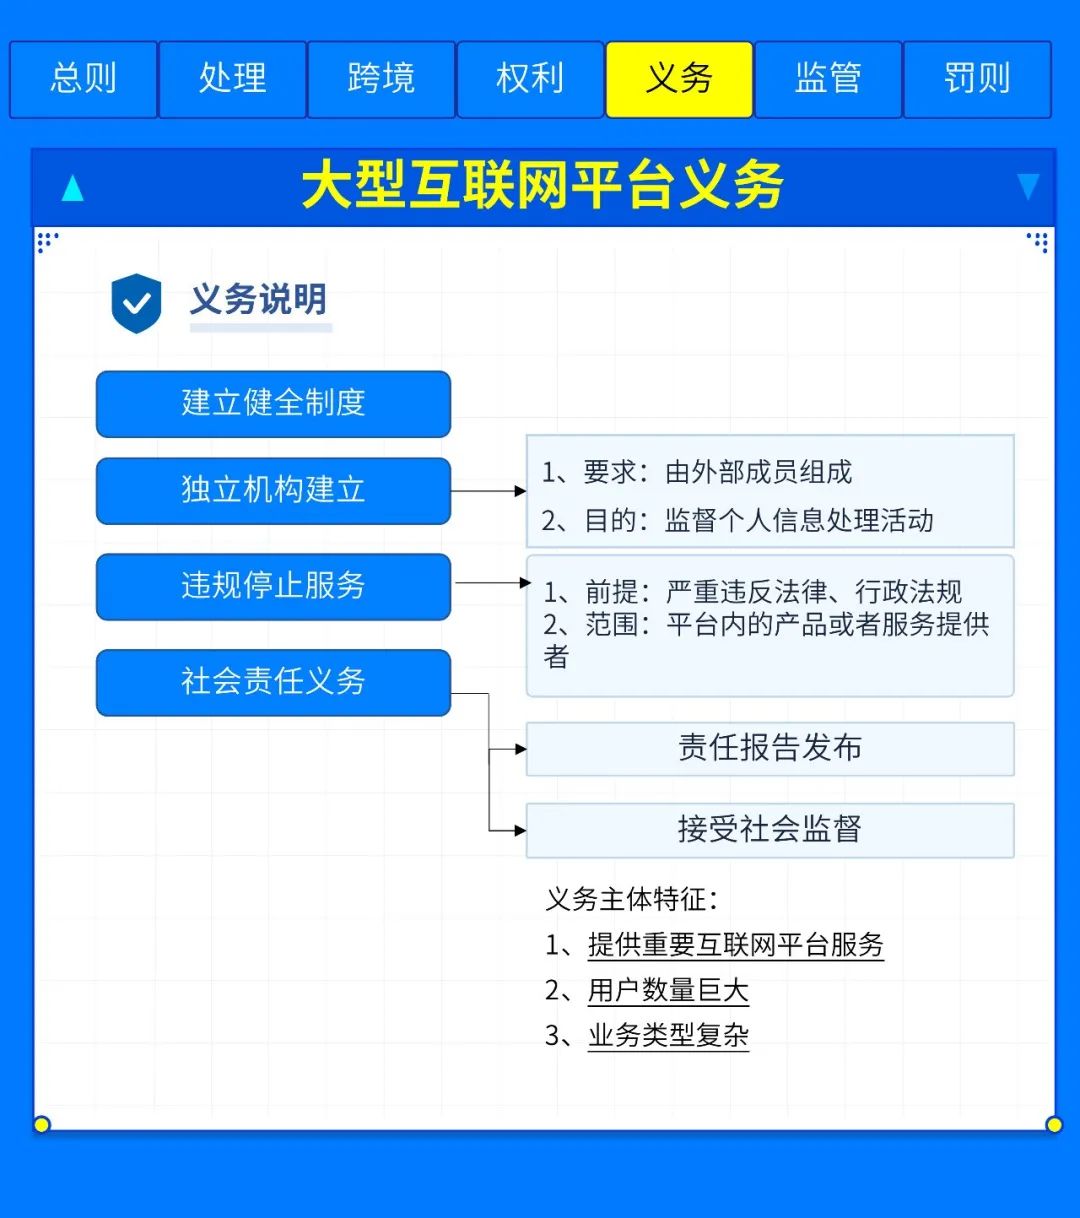 总则 处理 跨境 权利 义务 监管 罚则
大型互联网平台义务
义务说明
建立健全制度
独立机构建立
1、要求：由外部成员组成
2、目的：监督个人信息处理活动
违规停止服务
1、前提：严重违反法律、行政法规
2、范围：平台内的产品或者服务提供
者
社会责任义务
责任报告发布
接受社会监督
义务主体特征：
1、提供重要互联网平台服务
2、用户数量巨大
3、业务类型复杂